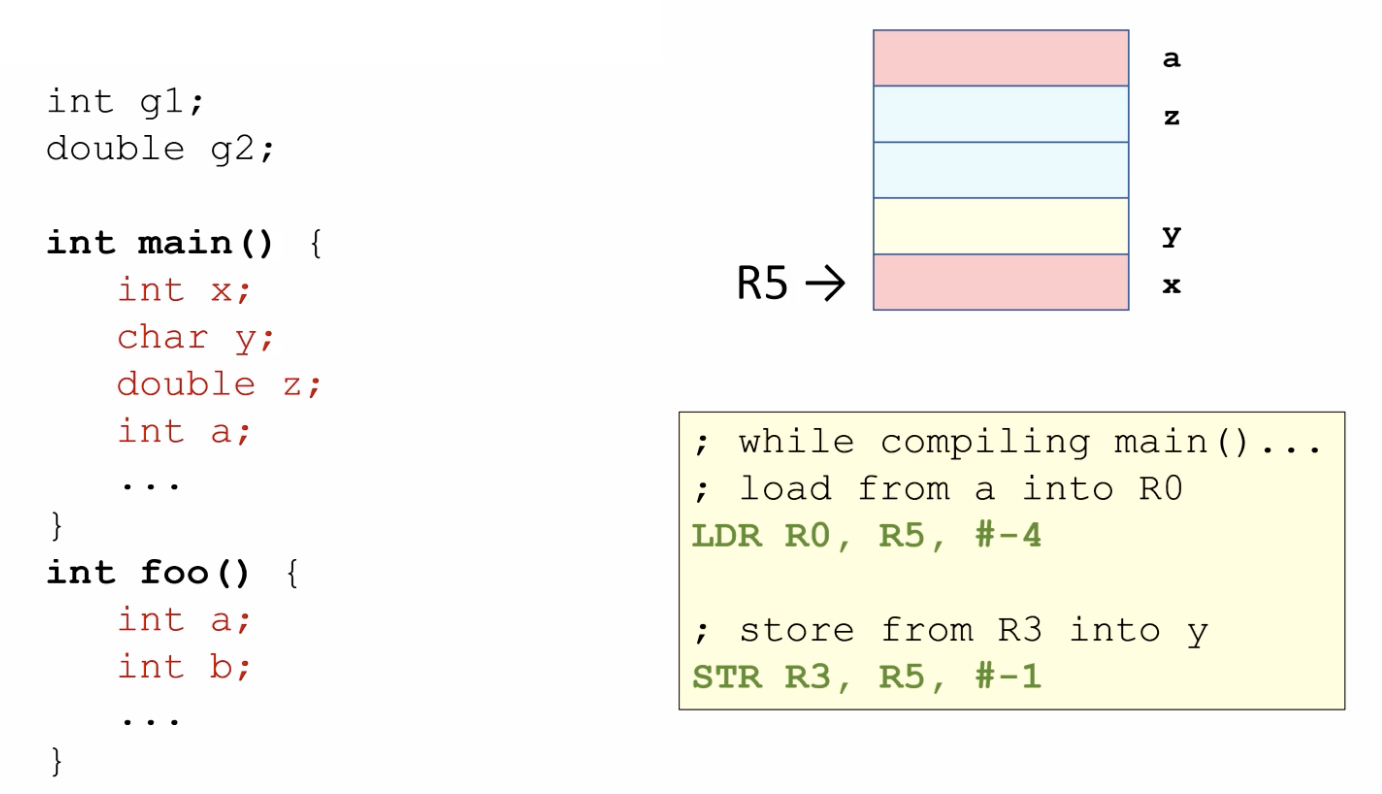 int g1;
double g2;
int main() {
int x;
char y;
double z;
int a;
...
}
int foo() {
int a;
int b;
...
}
a
z
y
R5 → x
; while compiling main()...
; load from a into R0
LDR R0, R5, #-4
; store from R3 into y
STR R3, R5, #-1